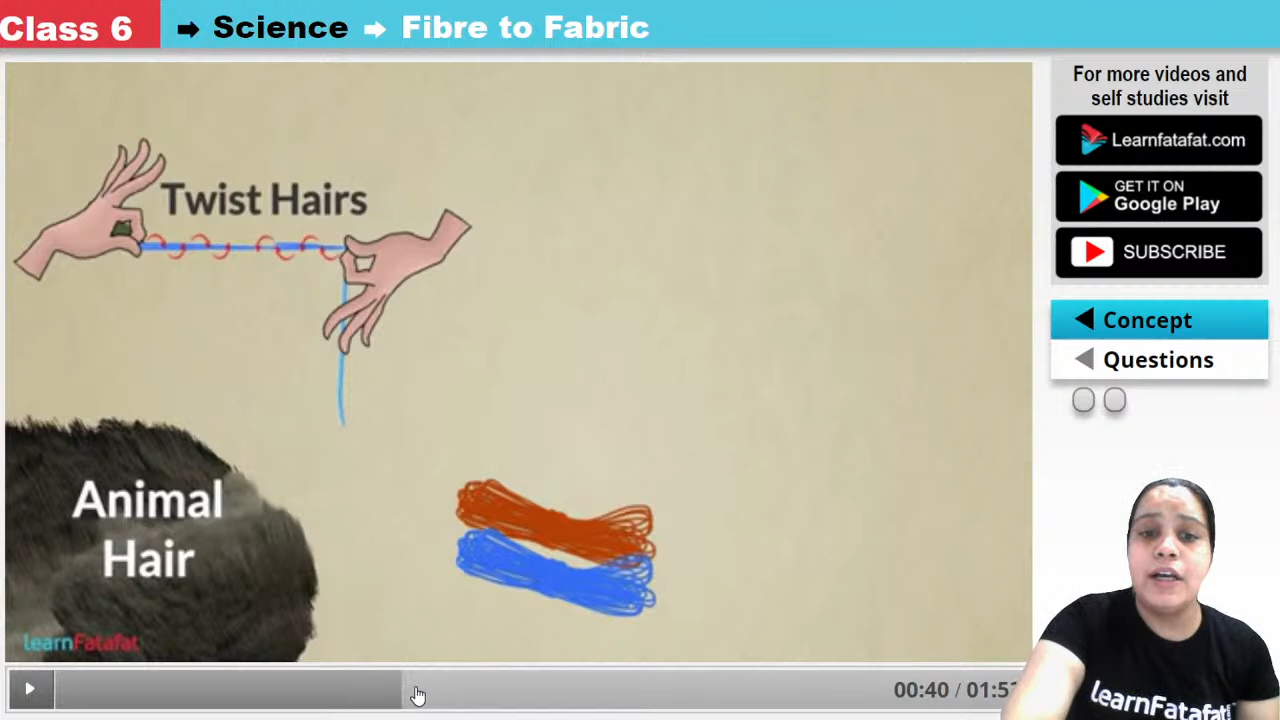 Class 6 ➡ Science ➡ Fibre to Fabric
For more videos and
self studies visit
Learnfatafat.com
GET IT ON
Google Play
SUBSCRIBE
Concept
Questions
Twist Hairs
Animal
Hair
learnFatafat
00:40 / 01:5
learnFatafat